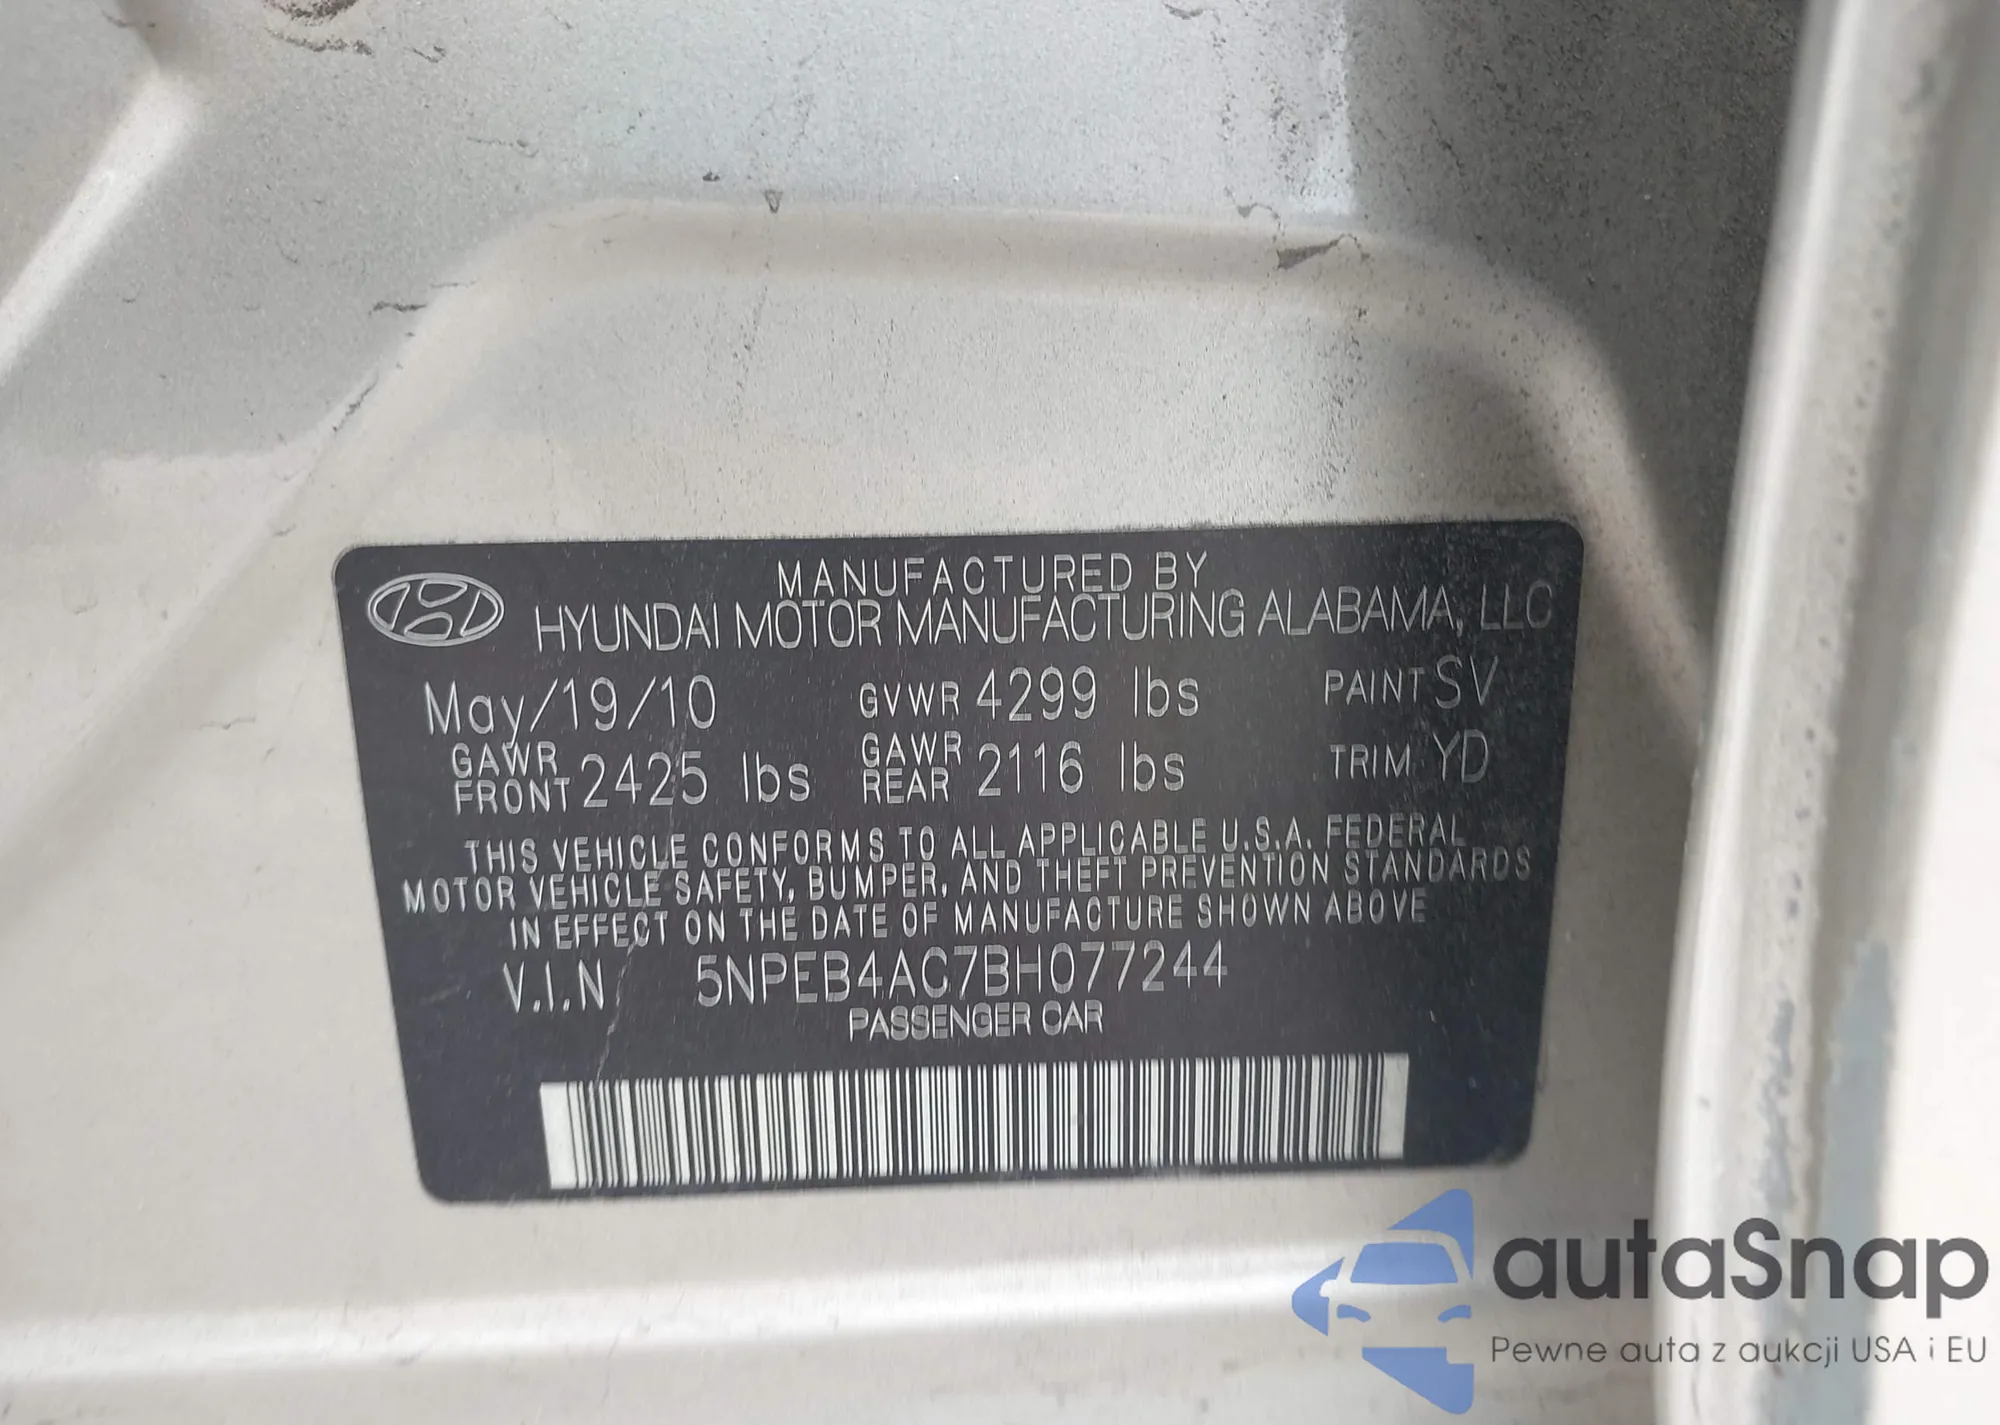 MANUFACTURED BY
HYUNDAI MOTOR MANUFACTURING ALABAMA, LLC
May/19/10 GVWR 4299 lbs PAINT SV
GAWR FRONT 2425 lbs GAWR REAR 2116 lbs TRIM YD
THIS VEHICLE CONFORMS TO ALL APPLICABLE U.S.A. FEDERAL
MOTOR VEHICLE SAFETY, BUMPER, AND THEFT PREVENTION STANDARDS
IN EFFECT ON THE DATE OF MANUFACTURE SHOWN ABOVE
V.I.N 5NPEB4AC7BH077244
PASSENGER CAR
autaSnap
Pewne auta z aukcji USA i EU